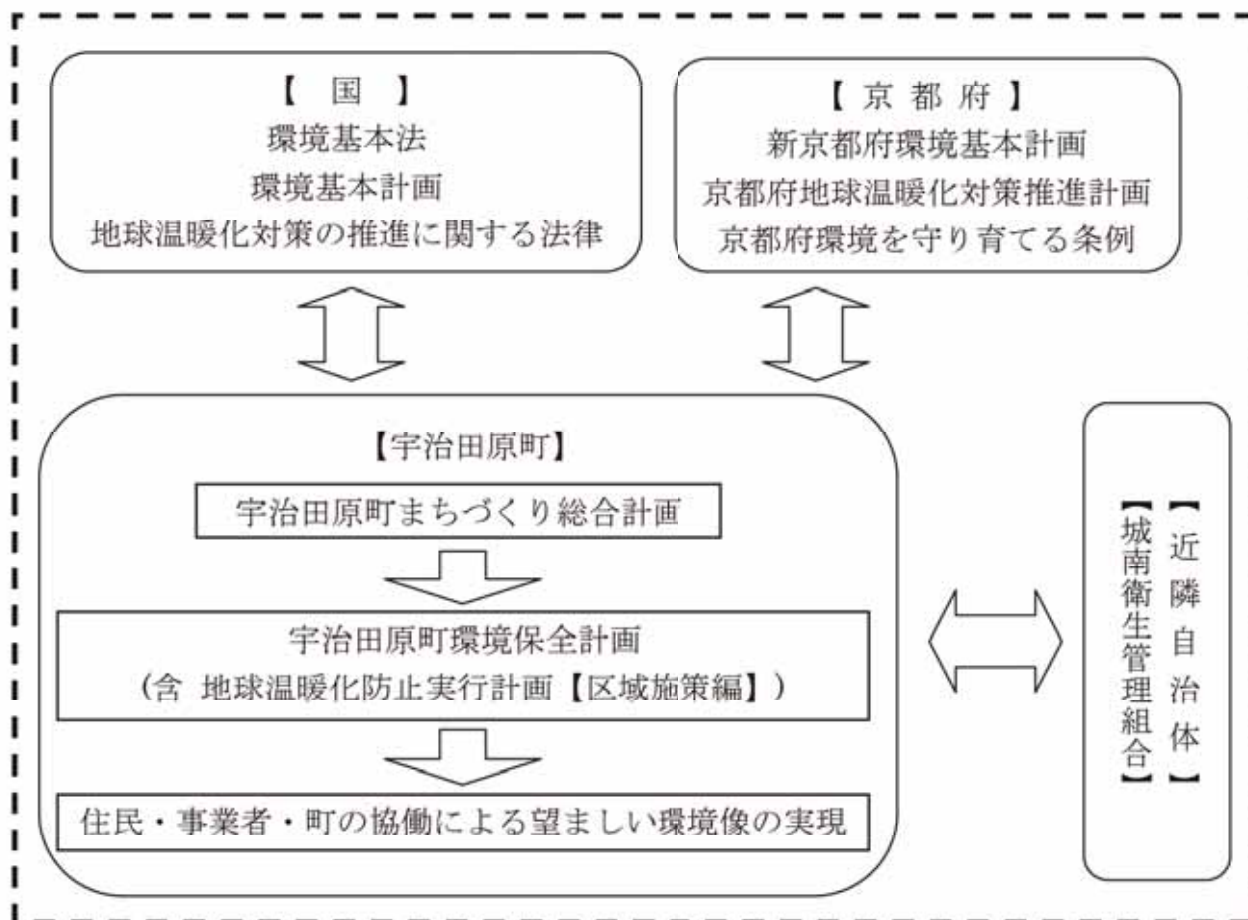 【 国 】
環境基本法
環境基本計画
地球温暖化対策の推進に関する法律
【 京 都 府 】
新京都府環境基本計画
京都府地球温暖化対策推進計画
京都府環境を守り育てる条例
【宇治田原町】
宇治田原町まちづくり総合計画
宇治田原町環境保全計画
(含 地球温暖化防止実行計画【区域施策編】)
住民・事業者・町の協働による望ましい環境像の実現
【近隣自治体】
【城南衛生管理組合】